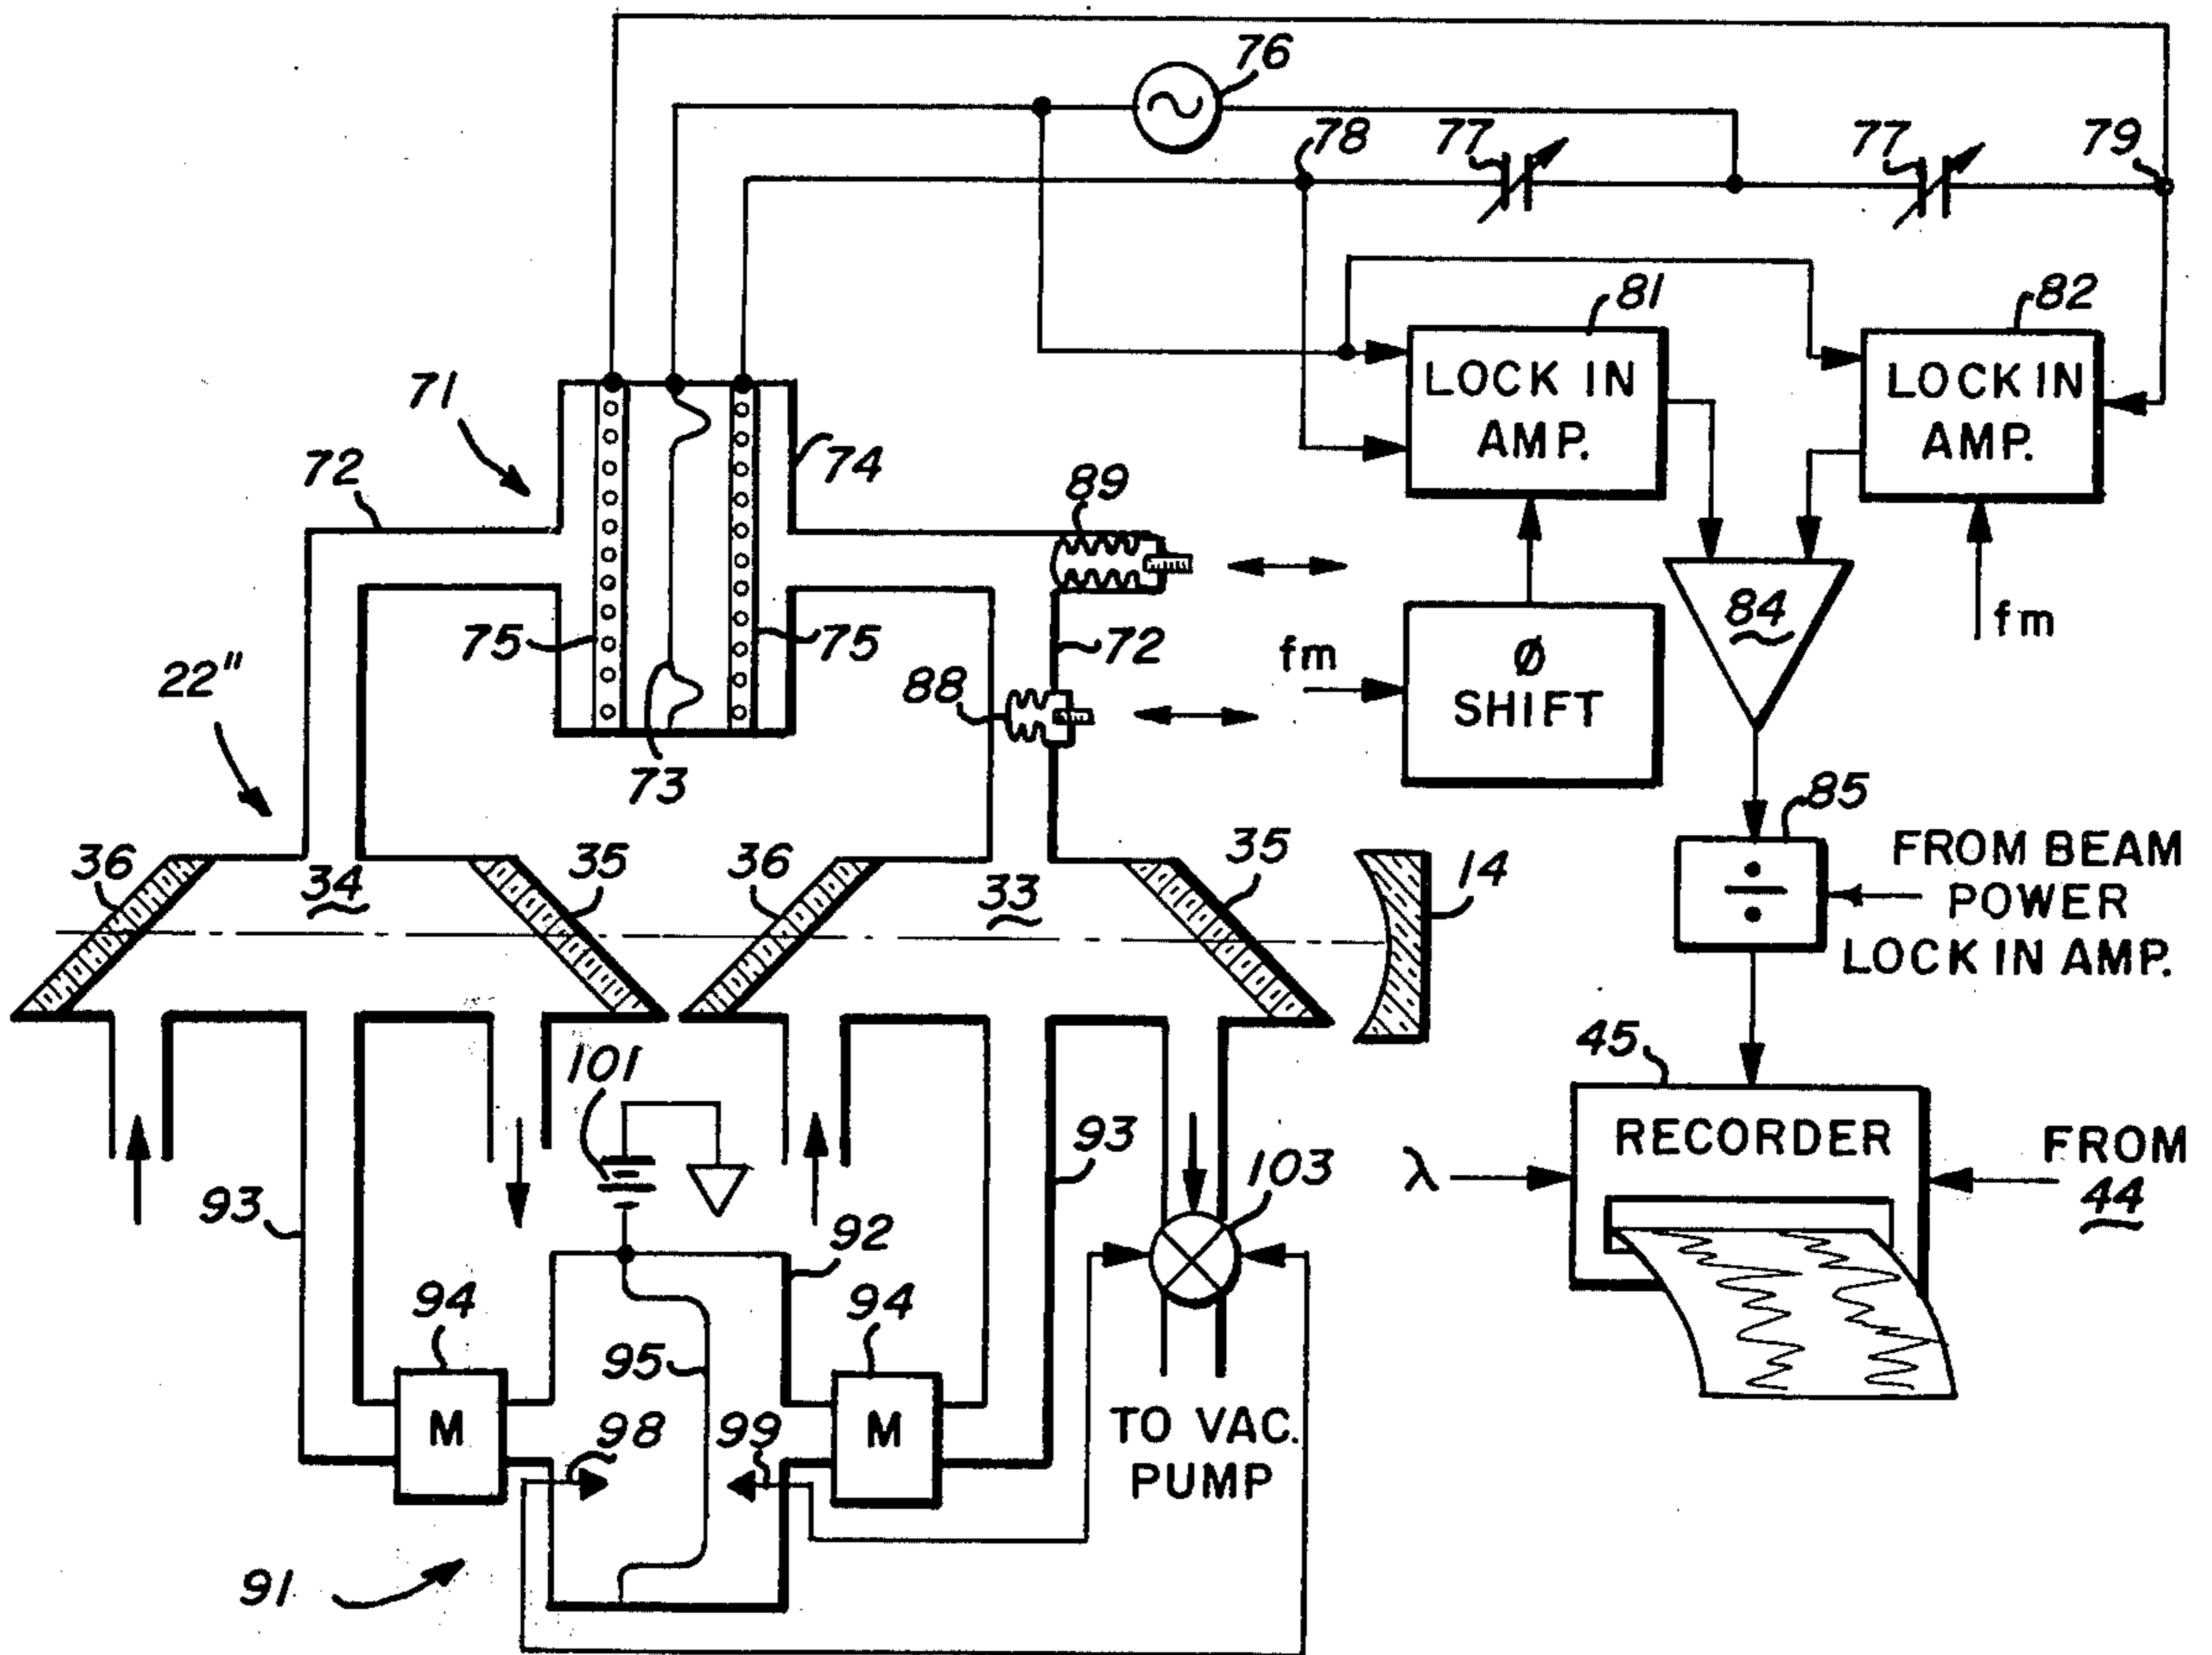 76
78
77
77
79
81
82
LOCK IN
AMP.
LOCK IN
AMP.
71
72
74
89
84
fm
75
75
72
fm
Ø
SHIFT
22"
88
73
85
36
34
35
36
33
35
14
÷
FROM BEAM
POWER
LOCK IN AMP.
101
45
93
103
RECORDER
λ
FROM
44
93
92
94
94
95
M
98
99
M
TO VAC.
PUMP
91